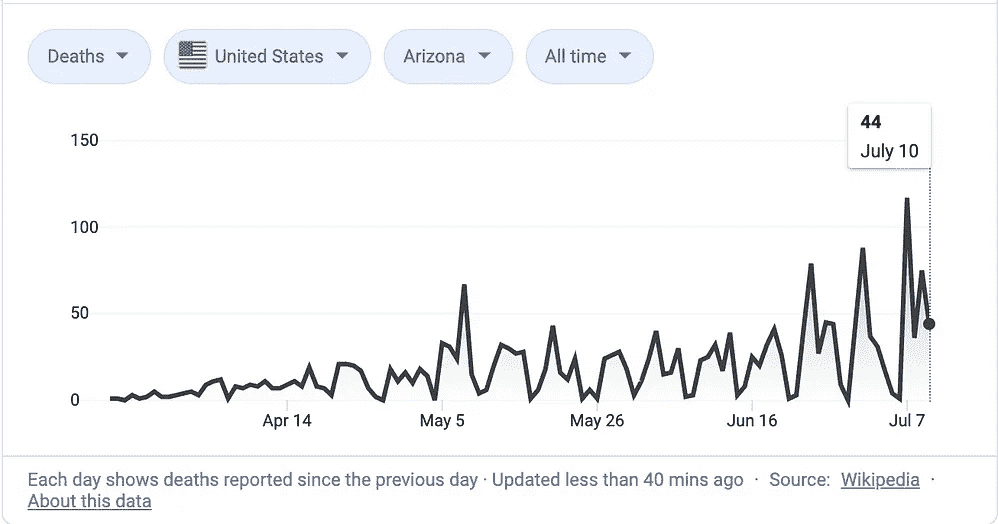 Deaths United States Arizona All time
44
July 10
150
100
50
0
Apr 14 May 5 May 26 Jun 16 Jul 7
Each day shows deaths reported since the previous day · Updated less than 40 mins ago · Source: Wikipedia ·
About this data